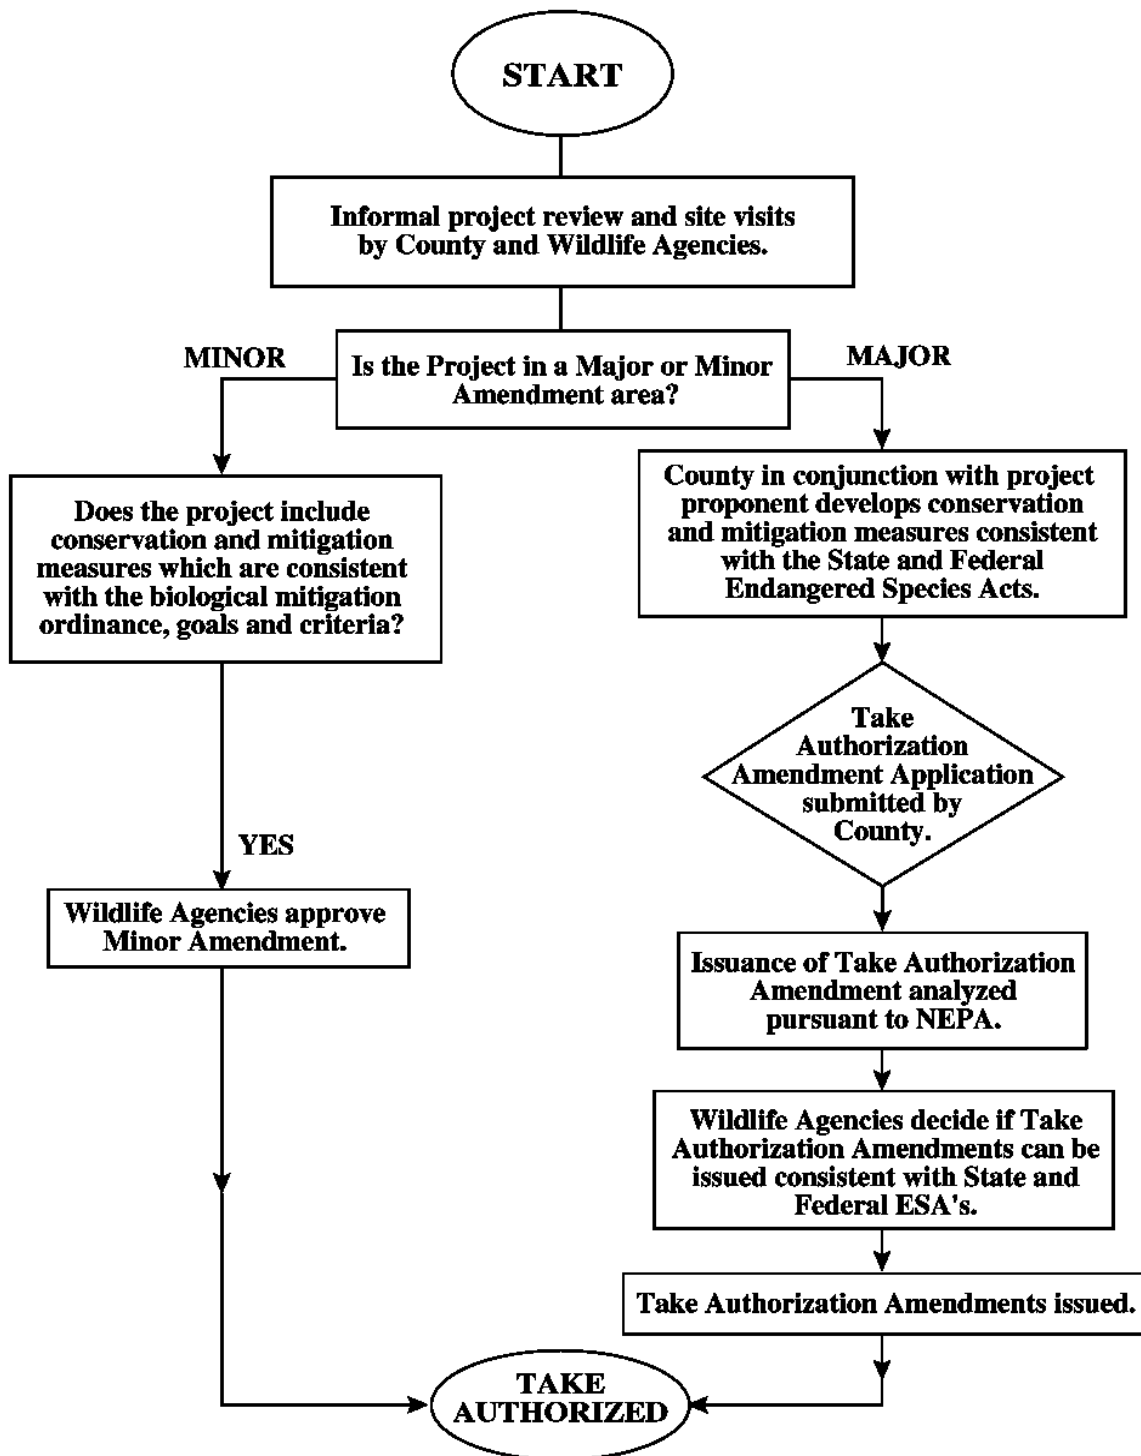 START
Informal project review and site visits
by County and Wildlife Agencies.
MINOR
Is the Project in a Major or Minor
Amendment area?
MAJOR
Does the project include
conservation and mitigation
measures which are consistent
with the biological mitigation
ordinance, goals and criteria?
YES
Wildlife Agencies approve
Minor Amendment.
County in conjunction with project
proponent develops conservation
and mitigation measures consistent
with the State and Federal
Endangered Species Acts.
Take
Authorization
Amendment Application
submitted by
County.
Issuance of Take Authorization
Amendment analyzed
pursuant to NEPA.
Wildlife Agencies decide if Take
Authorization Amendments can be
issued consistent with State and
Federal ESA's.
Take Authorization Amendments issued.
TAKE
AUTHORIZED